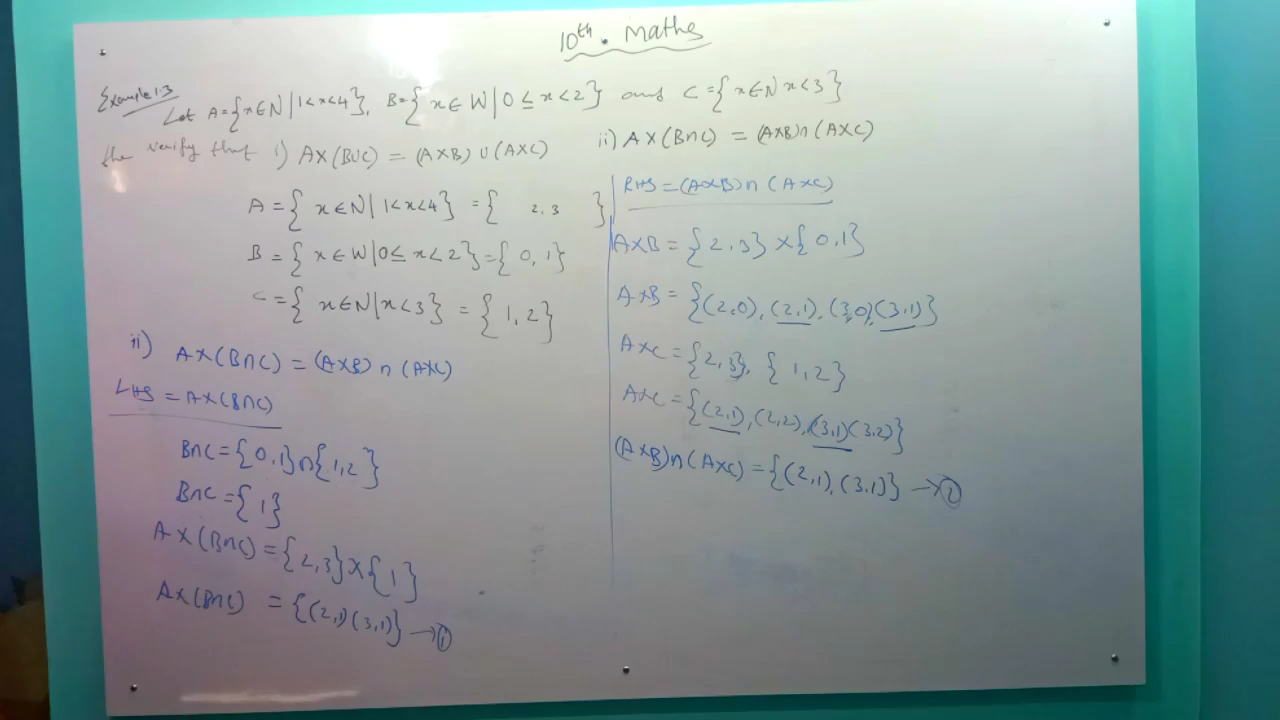 10th. Maths
Example 1.3
Let A={x∈N|1<x<4}, B={x∈W|0≤x<2} and C={x∈N x<3}
the verify that i) A×(B∪C) = (A×B)∪(A×C) ii) A×(B∩C) = (A×B)∩(A×C)
A={ x∈N|1<x<4} ={ 2,3 }
B={ x∈W|0≤x<2}={0,1}
C={ x∈N|x<3} = {1,2}
ii) A×(B∩C) = (A×B)∩(A×C)
LHS = A×(B∩C)
B∩C={0,1}∩{1,2}
B∩C={1}
A×(B∩C)={2,3}×{1}
A×(B∩C) = {(2,1)(3,1)} →①
RHS =(A×B)∩(A×C)
A×B = {2,3}×{0,1}
A×B = {(2,0),(2,1),(3,0),(3,1)}
A×C ={2,3},{1,2}
A×C ={(2,1),(2,2),(3,1)(3,2)}
(A×B)∩(A×C) ={(2,1),(3,1)} →②